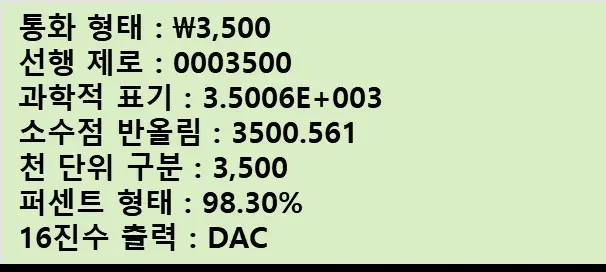 통화 형태 : ₩3,500
선행 제로 : 0003500
과학적 표기 : 3.5006E+003
소수점 반올림 : 3500.561
천 단위 구분 : 3,500
퍼센트 형태 : 98.30%
16진수 출력 : DAC